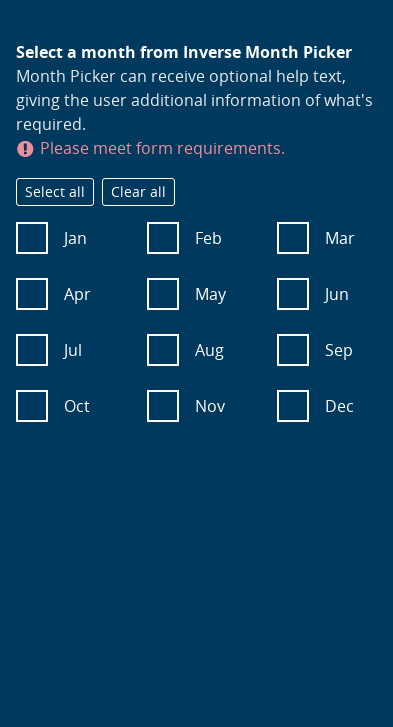 Select a month from Inverse Month Picker
Month Picker can receive optional help text,
giving the user additional information of what's
required.
Please meet form requirements.
Select all Clear all
Jan Feb Mar
Apr May Jun
Jul Aug Sep
Oct Nov Dec